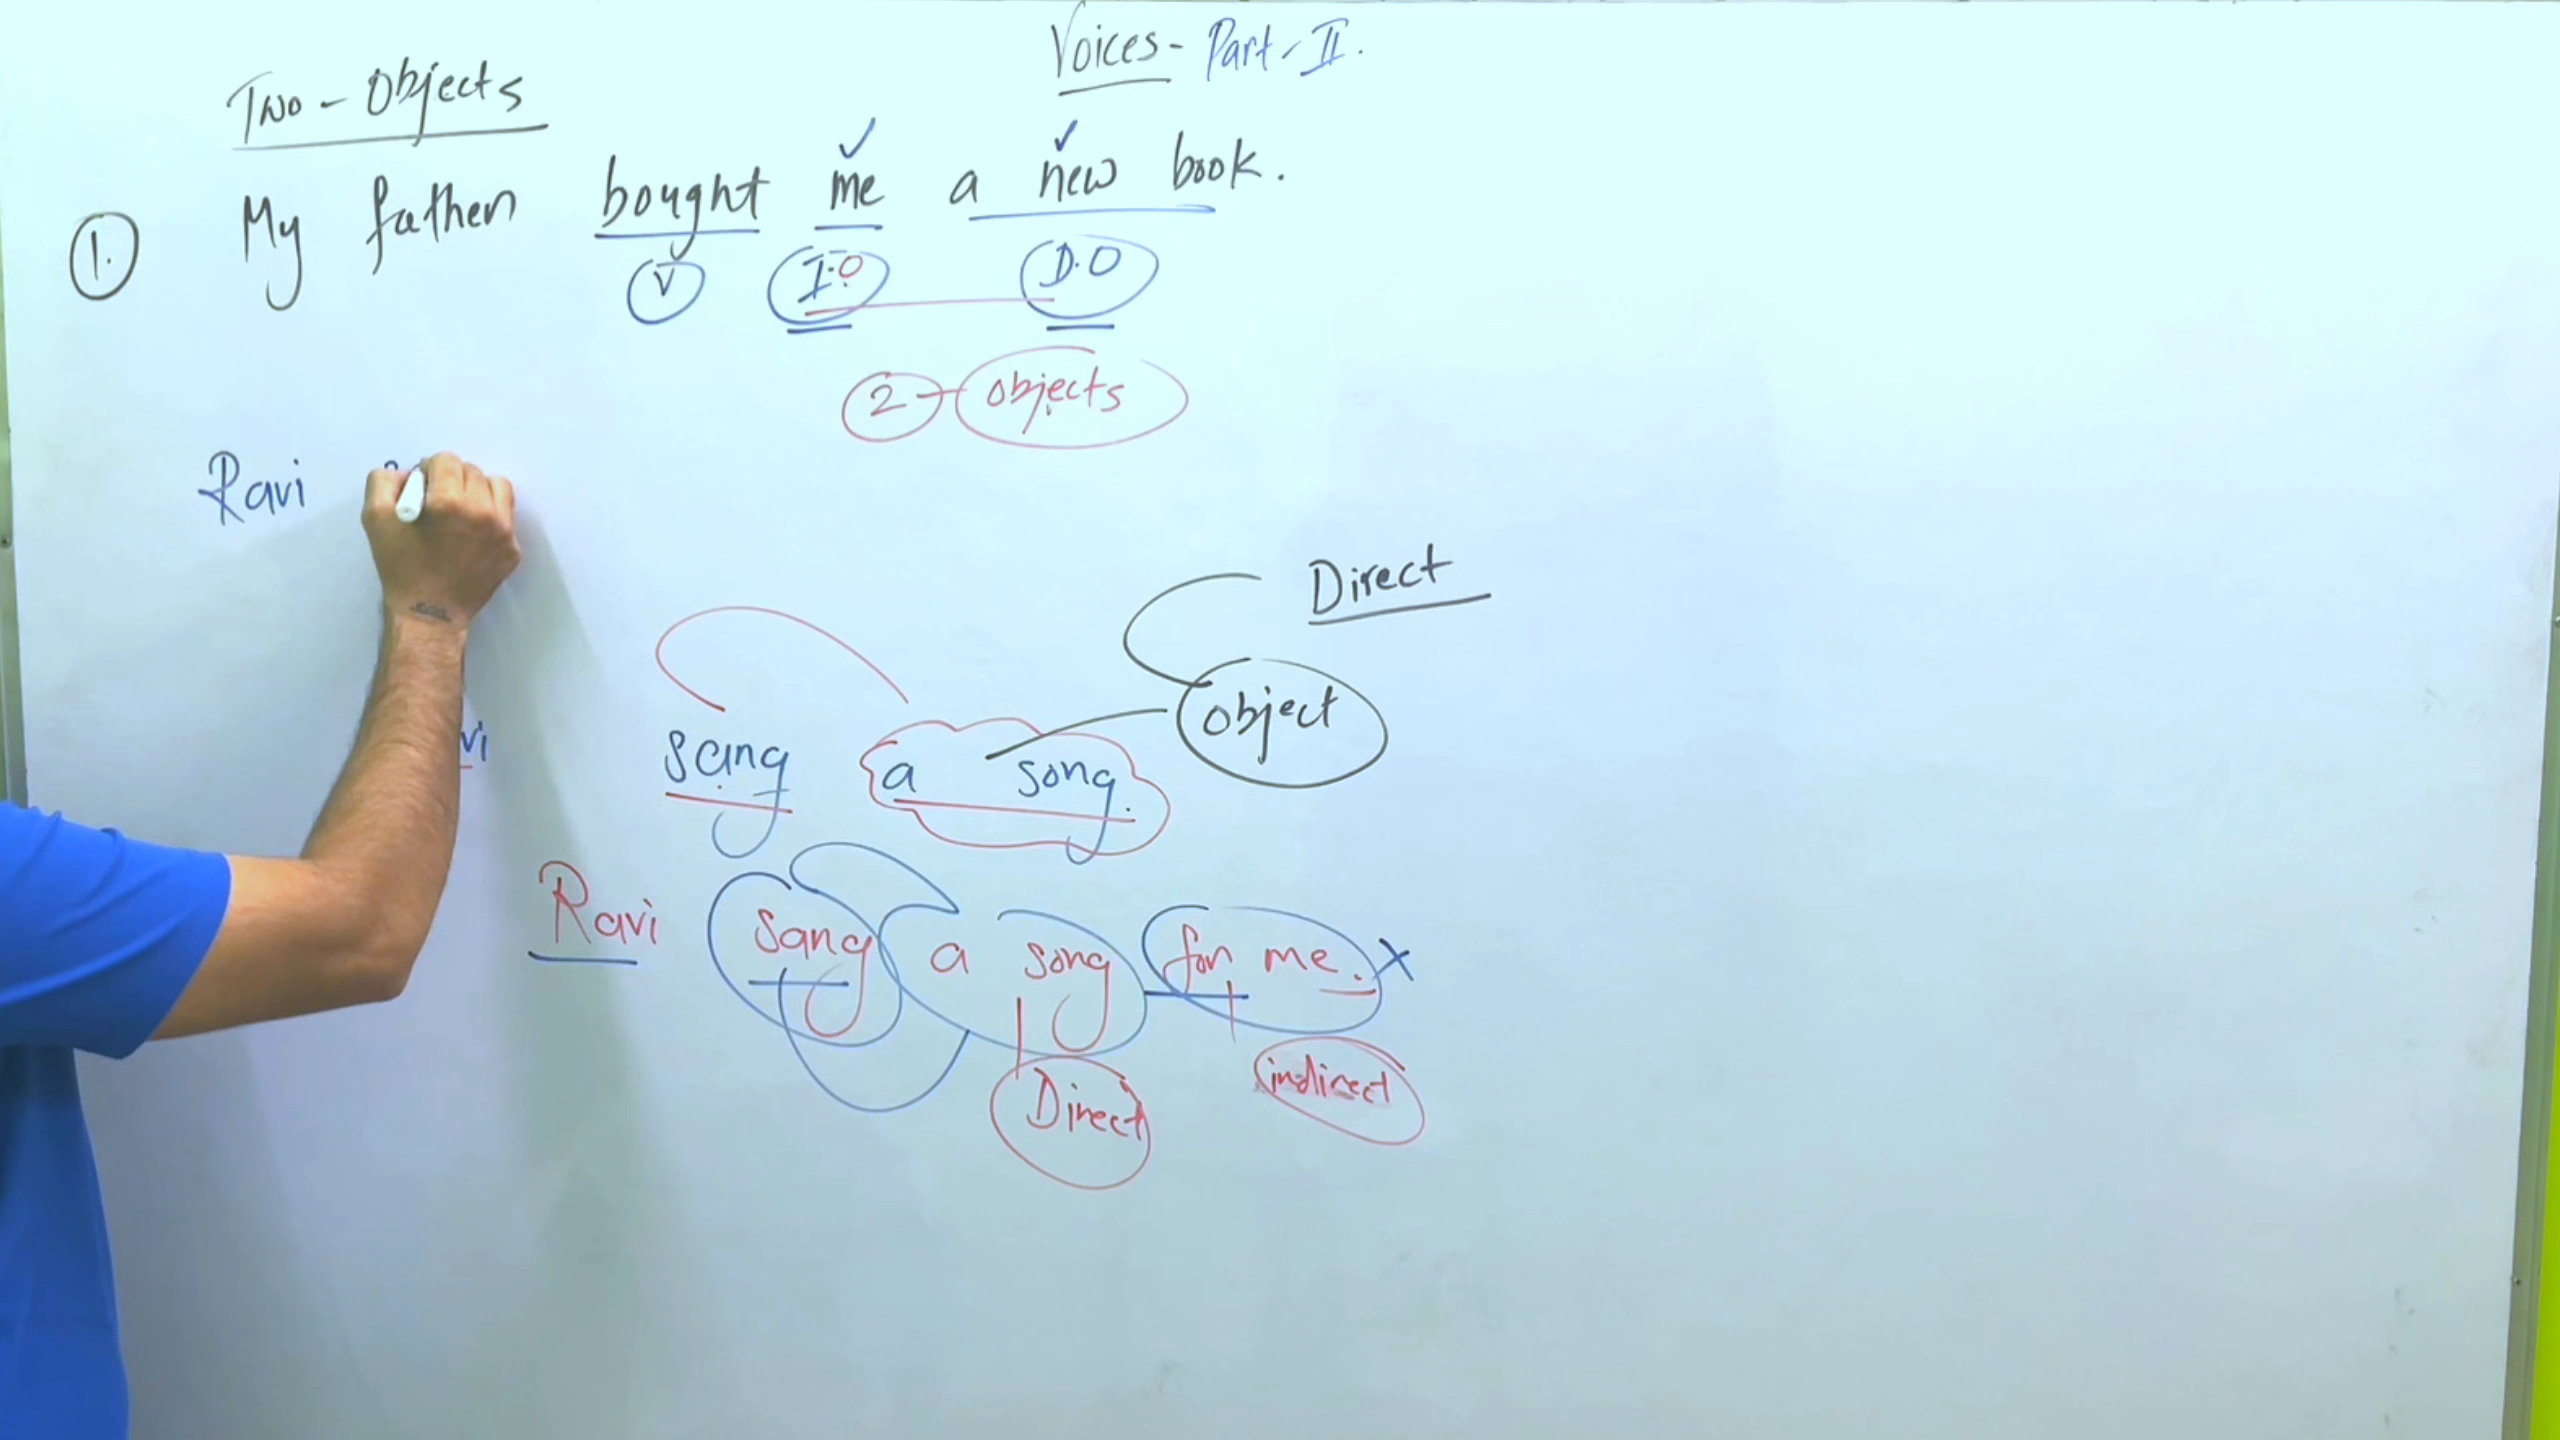 Voices - Part - II.
Two - Objects
1. My father bought me a new book.
V I.O D.O
2 - objects
Ravi
Direct
object
vi sang a song.
Ravi sang a song for me. x
Direct indirect